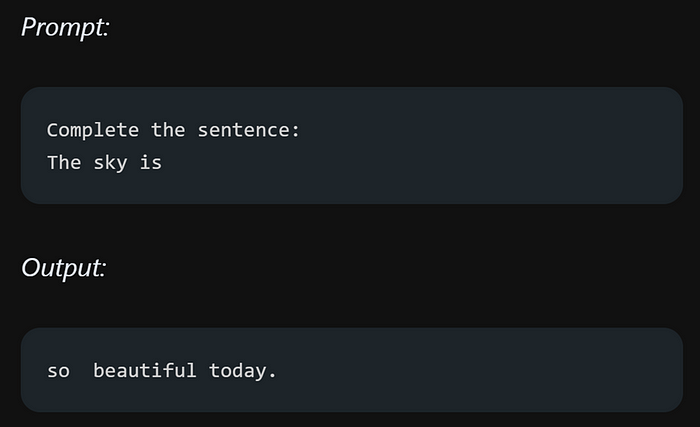 Prompt:
Complete the sentence:
The sky is
Output:
so  beautiful today.